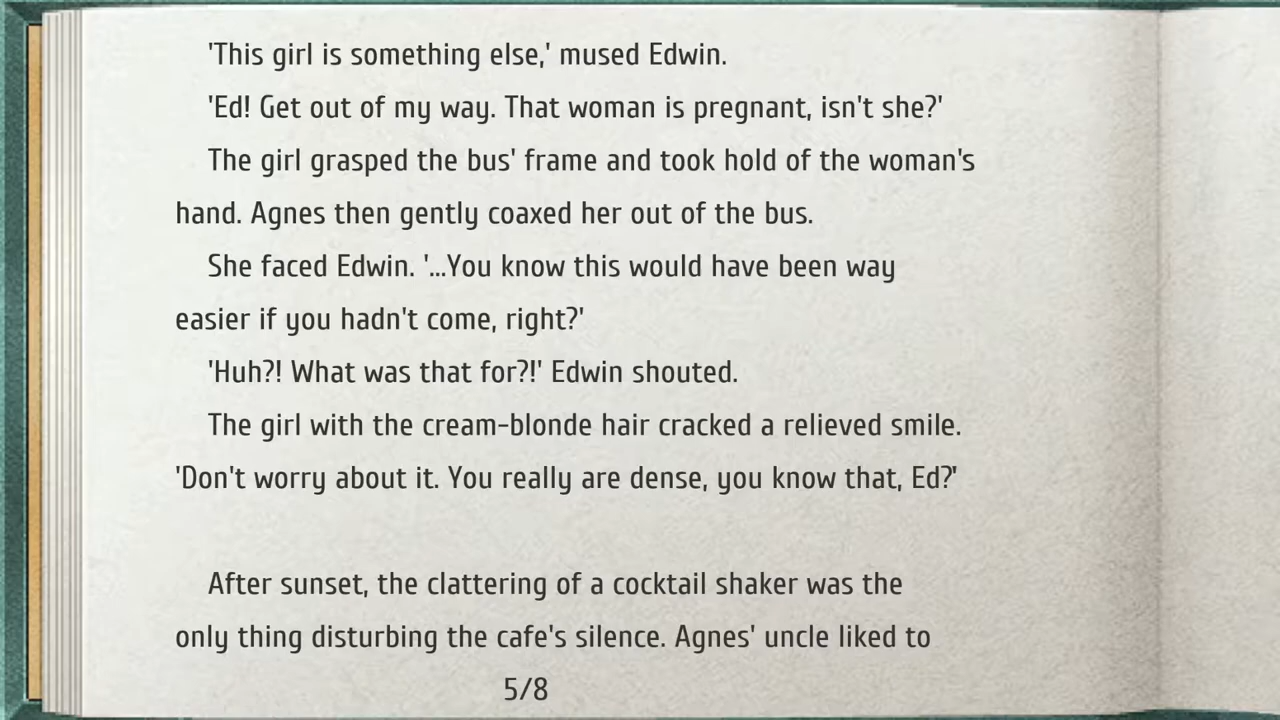 'This girl is something else,' mused Edwin.
'Ed! Get out of my way. That woman is pregnant, isn't she?'
The girl grasped the bus' frame and took hold of the woman's
hand. Agnes then gently coaxed her out of the bus.
She faced Edwin. '...You know this would have been way
easier if you hadn't come, right?'
'Huh?! What was that for?!' Edwin shouted.
The girl with the cream-blonde hair cracked a relieved smile.
'Don't worry about it. You really are dense, you know that, Ed?'
After sunset, the clattering of a cocktail shaker was the
only thing disturbing the cafe's silence. Agnes' uncle liked to
5/8